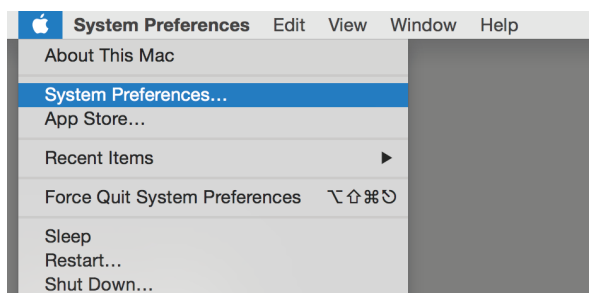 System Preferences Edit View Window Help
About This Mac
System Preferences…
App Store…
Recent Items ▶
Force Quit System Preferences ⌥⇧⌘⎋
Sleep
Restart…
Shut Down…